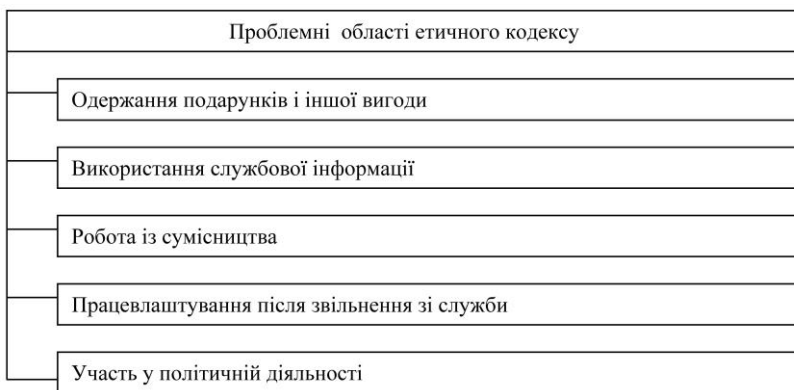 Проблемні області етичного кодексу
Одержання подарунків і іншої вигоди
Використання службової інформації
Робота із сумісництва
Працевлаштування після звільнення зі служби
Участь у політичній діяльності